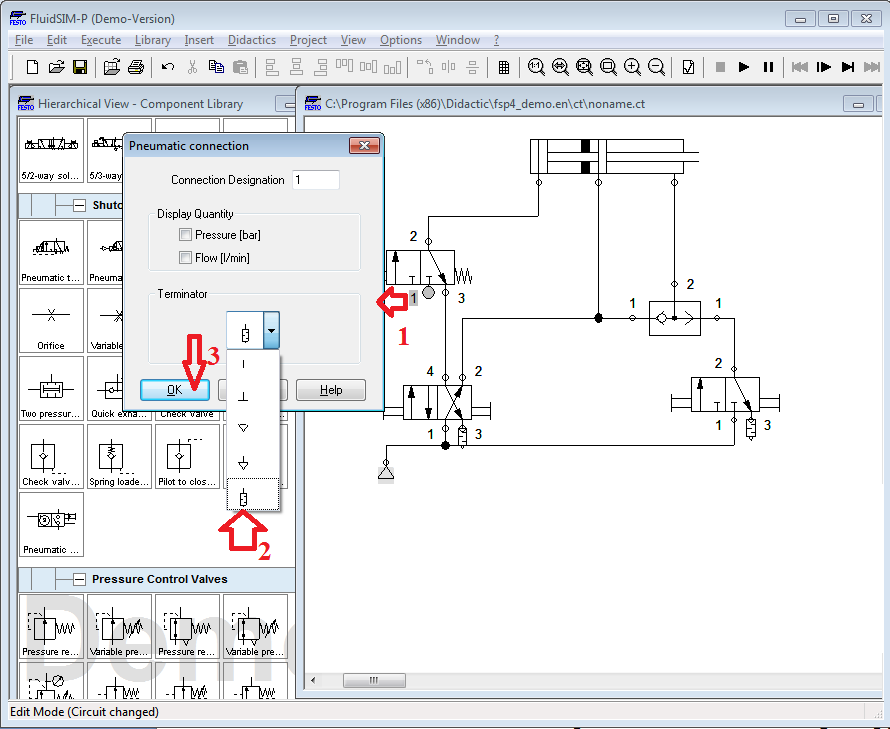 FESTO FluidSIM-P (Demo-Version)
File Edit Execute Library Insert Didactics Project View Options Window ?
FESTO Hierarchical View - Component Library
FESTO C:\Program Files (x86)\Didactic\fsp4_demo.en\ct\noname.ct
5/2-way sol...
5/3-way
Shuto
Pneumatic t...
Pneuma
Orifice
Variable
Two pressur...
Quick exha...
Check valve
Check valv...
Spring loade...
Pilot to clos...
Pneumatic ...
Pressure Control Valves
Pressure re...
Variable pre...
Pressure re...
Variable pre...
Demo
Pneumatic connection
Connection Designation 1
Display Quantity
Pressure [bar]
Flow [l/min]
Terminator
OK
Help
1
2
3
2
1
3
4
2
1
3
2
1
1
2
1
3
Edit Mode (Circuit changed)